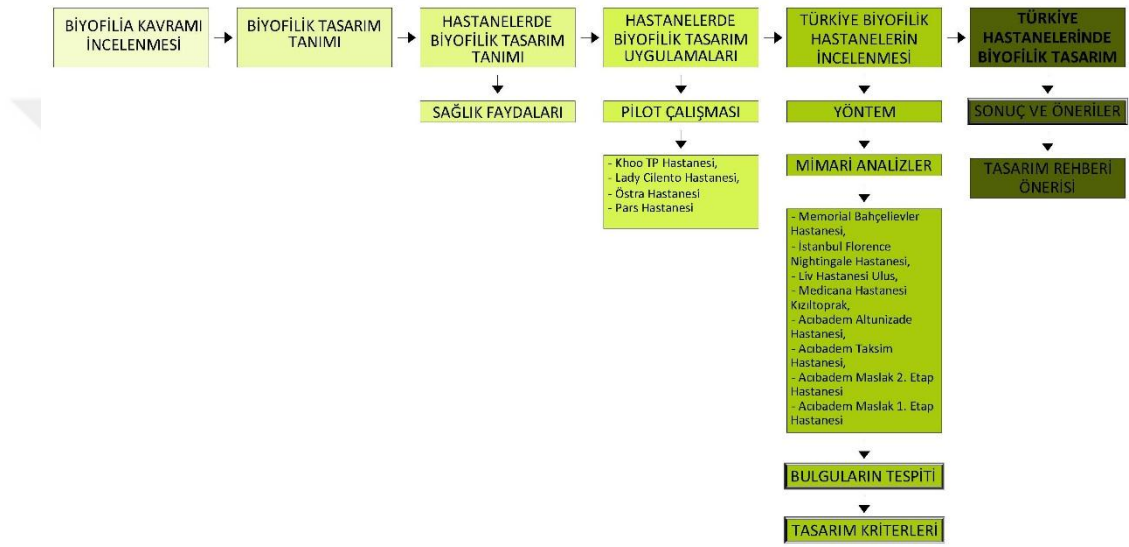 BİYOFİLİA KAVRAMI
İNCELENMESİ
BİYOFİLİK TASARIM
TANIMI
HASTANELERDE
BİYOFİLİK TASARIM
TANIMI
SAĞLIK FAYDALARI
HASTANELERDE
BİYOFİLİK TASARIM
UYGULAMALARI
PİLOT ÇALIŞMASI
- Khoo TP Hastanesi,
- Lady Cilento Hastanesi,
- Östra Hastanesi
- Pars Hastanesi
TÜRKİYE BİYOFİLİK
HASTANELERİN
İNCELENMESİ
YÖNTEM
MİMARİ ANALİZLER
- Memorial Bahçelievler
Hastanesi,
- İstanbul Florence
Nightingale Hastanesi,
- Liv Hastanesi Ulus,
- Medicana Hastanesi
Kızıltoprak,
- Acıbadem Altunizade
Hastanesi,
- Acıbadem Taksim
Hastanesi,
- Acıbadem Maslak 2. Etap
Hastanesi
- Acıbadem Maslak 1. Etap
Hastanesi
BULGULARIN TESPİTİ
TASARIM KRİTERLERİ
TÜRKİYE
HASTANELERİNDE
BİYOFİLİK TASARIM
SONUÇ VE ÖNERİLER
TASARIM REHBERİ
ÖNERİSİ